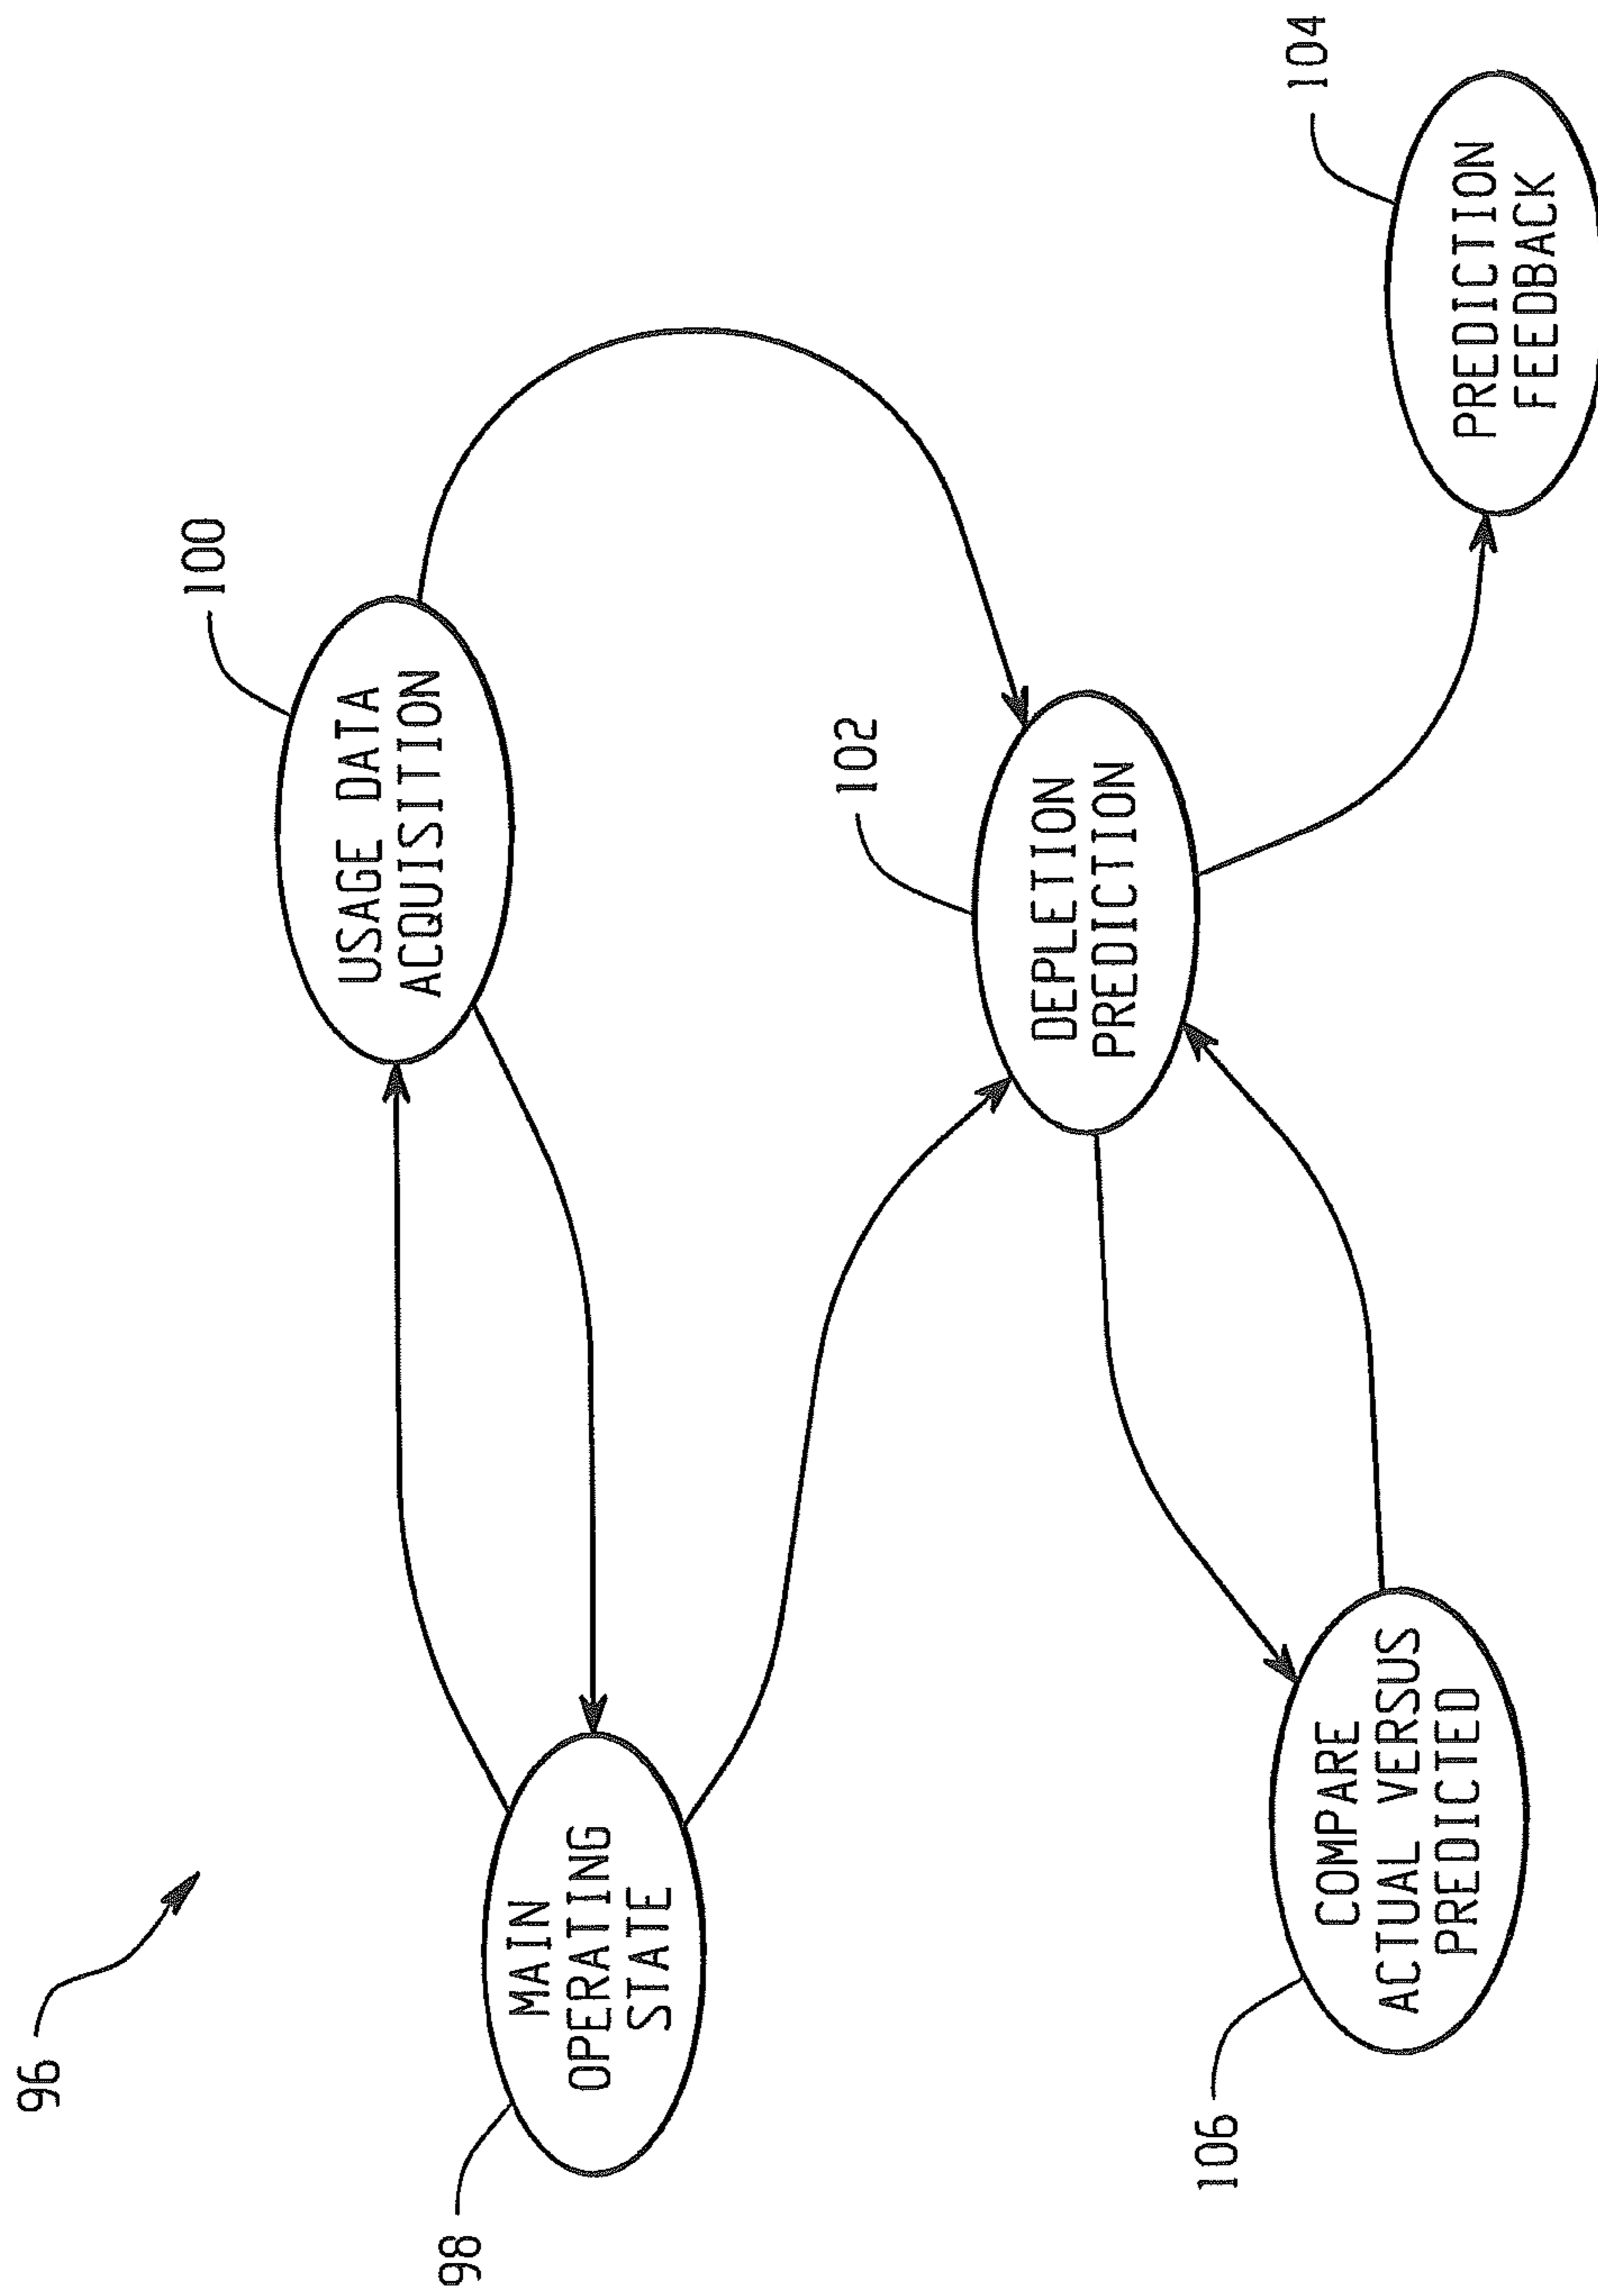 96
98
MAIN
OPERATING
STATE
100
USAGE DATA
ACQUISITION
102
DEPLETION
PREDICTION
104
PREDICTION
FEEDBACK
106
COMPARE
ACTUAL VERSUS
PREDICTED